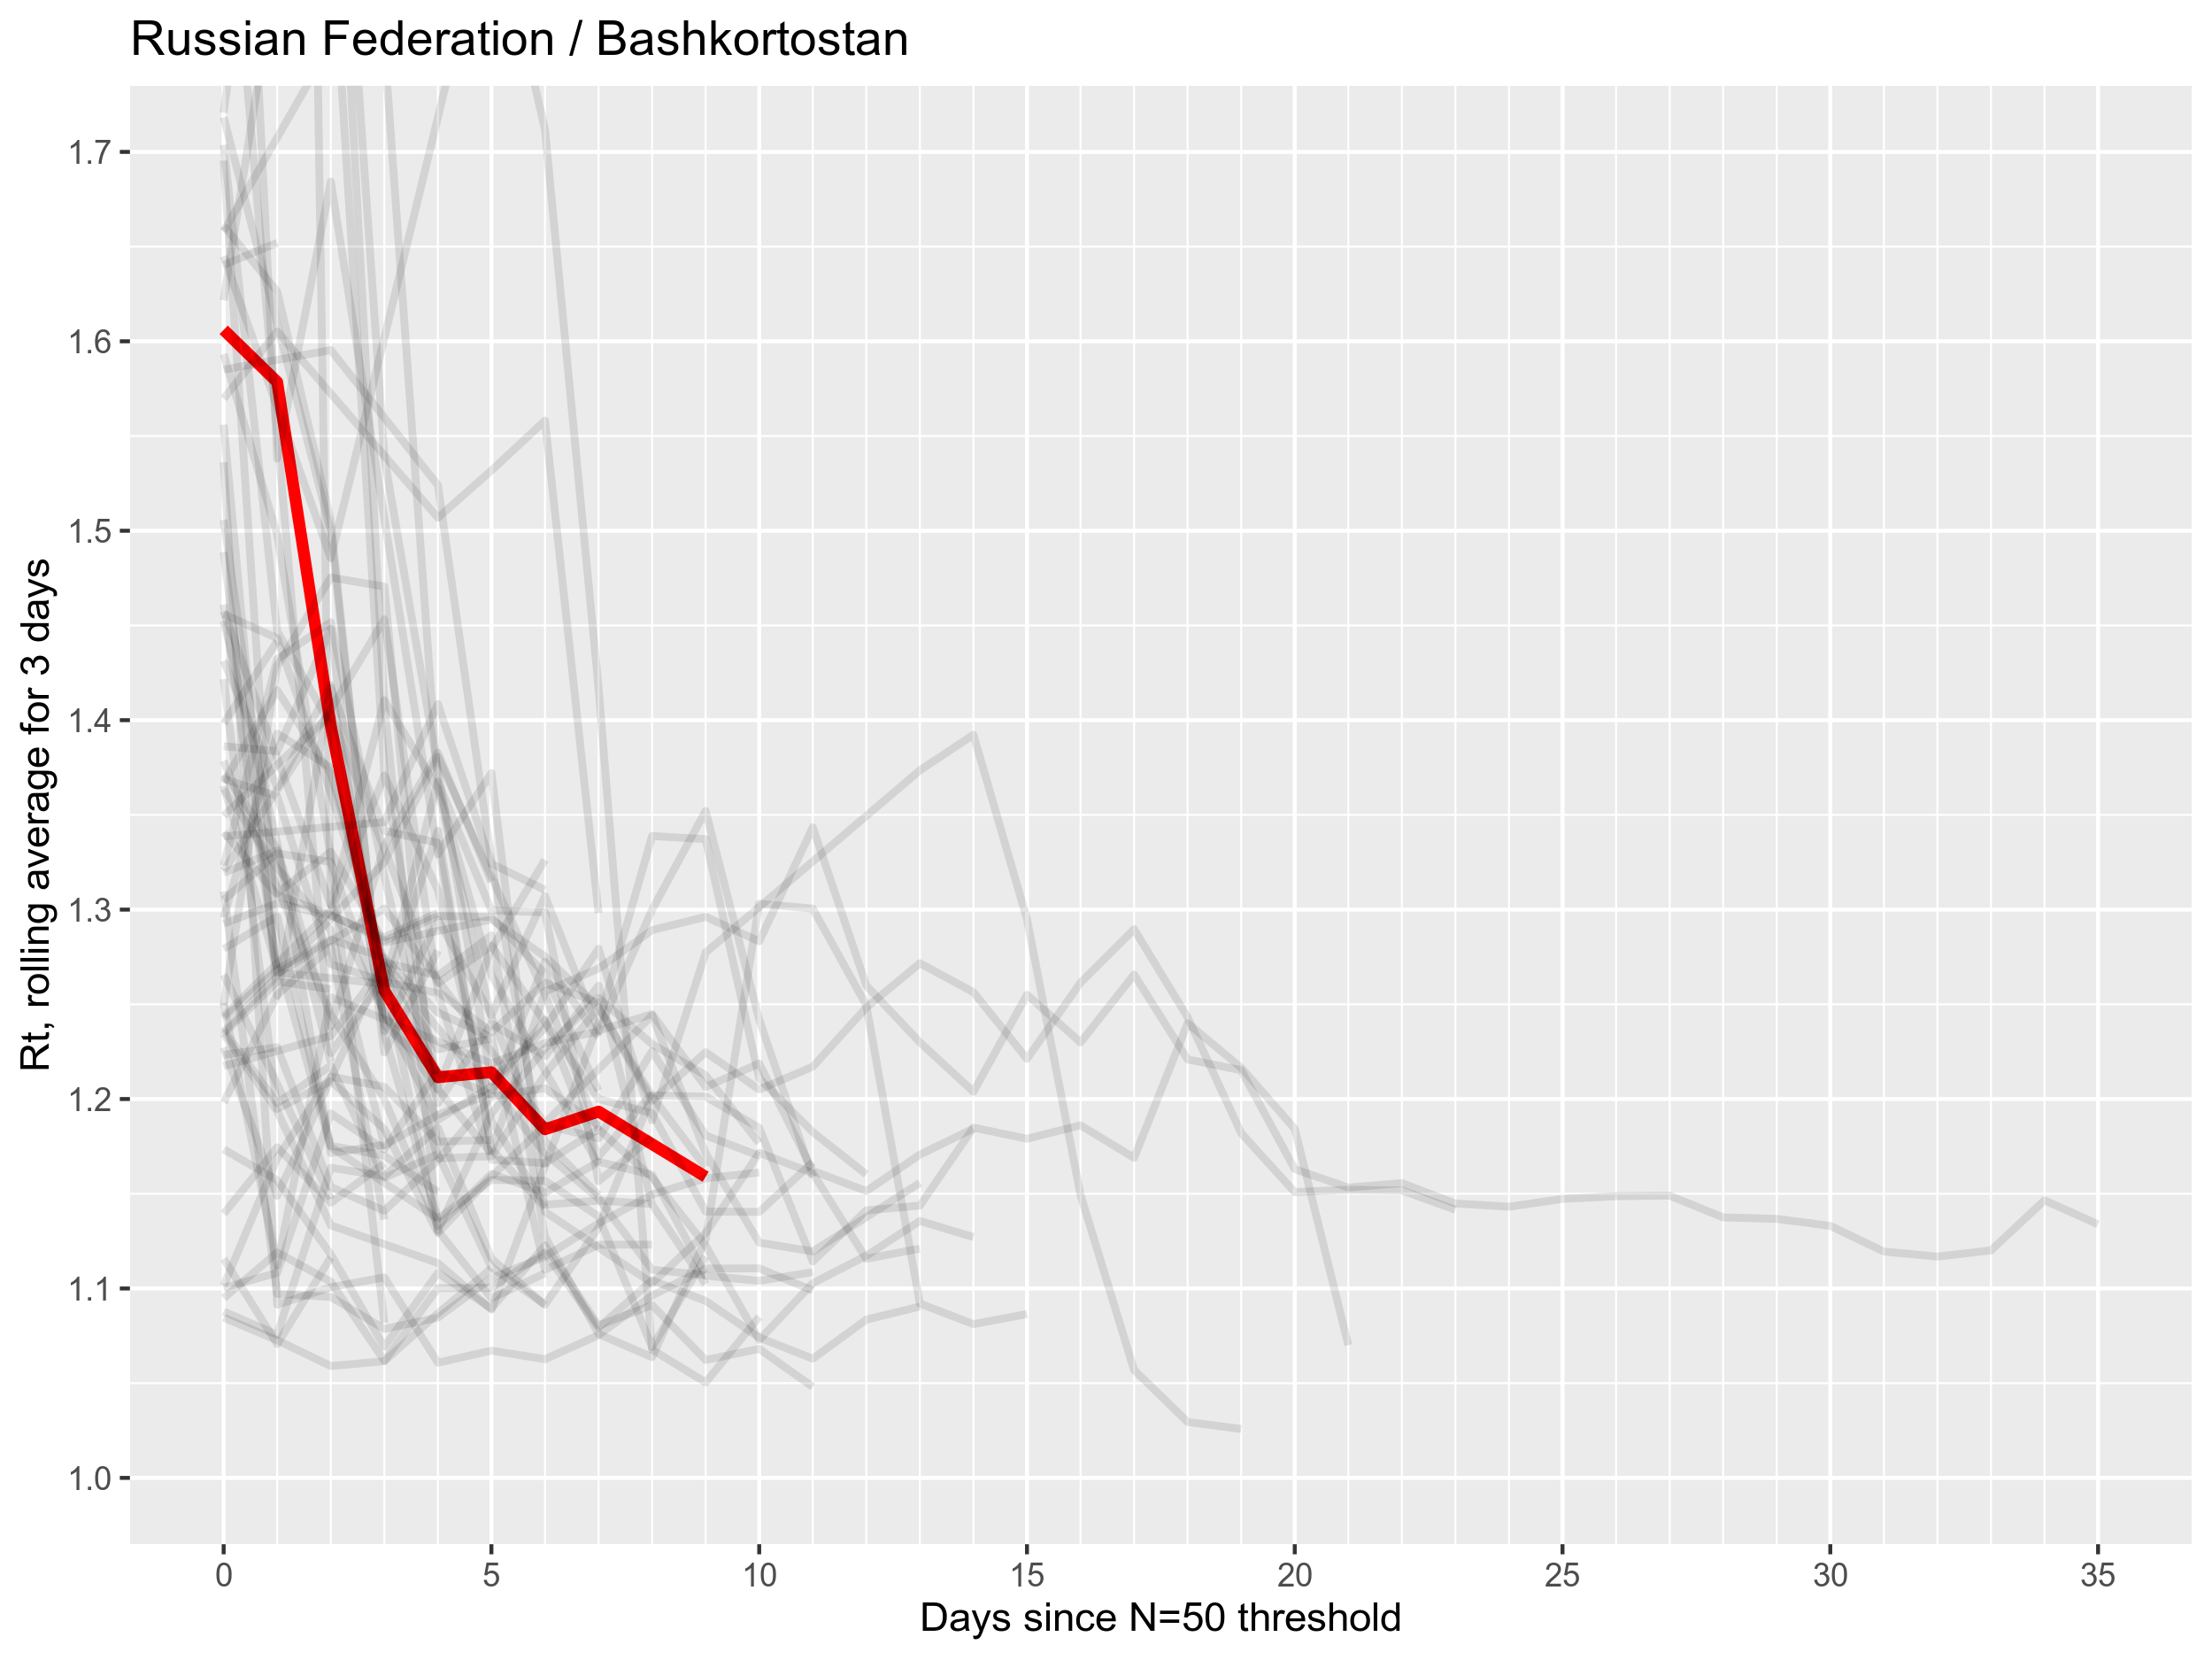 Russian Federation / Bashkortostan
Rt, rolling average for 3 days
1.7
1.6
1.5
1.4
1.3
1.2
1.1
1.0
0 5 10 15 20 25 30 35
Days since N=50 threshold